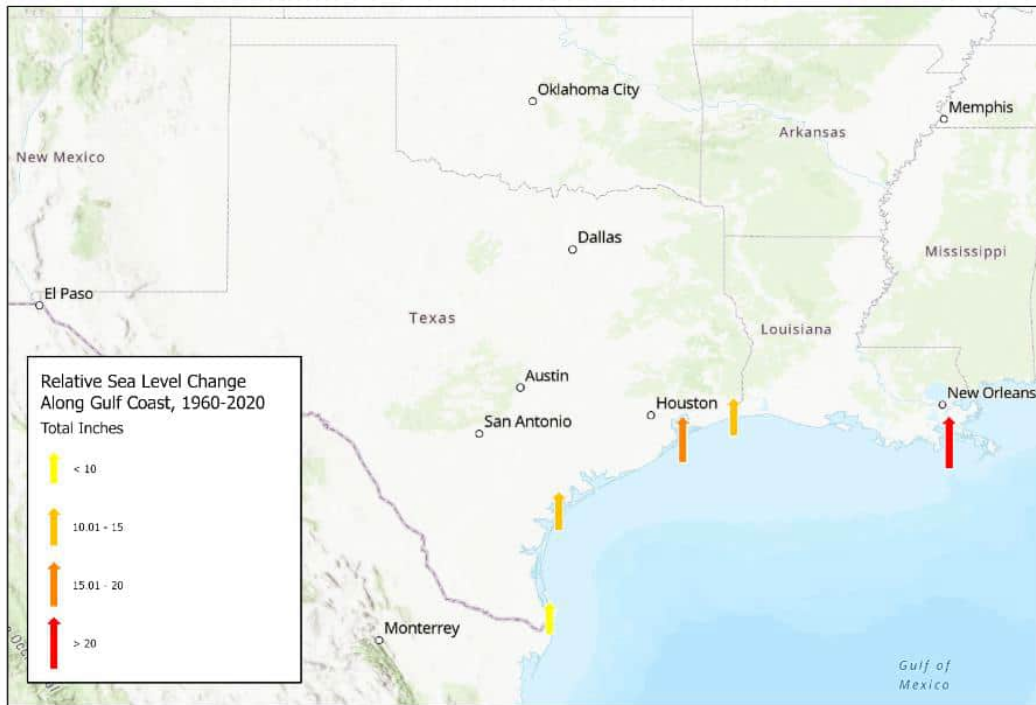 Oklahoma City
Memphis
Arkansas
New Mexico
Dallas
Mississippi
El Paso
Texas
Louisiana
Austin
Houston
New Orleans
San Antonio
Relative Sea Level Change
Along Gulf Coast, 1960-2020
Total Inches
< 10
10.01 - 15
15.01 - 20
> 20
Monterrey
Gulf of
Mexico